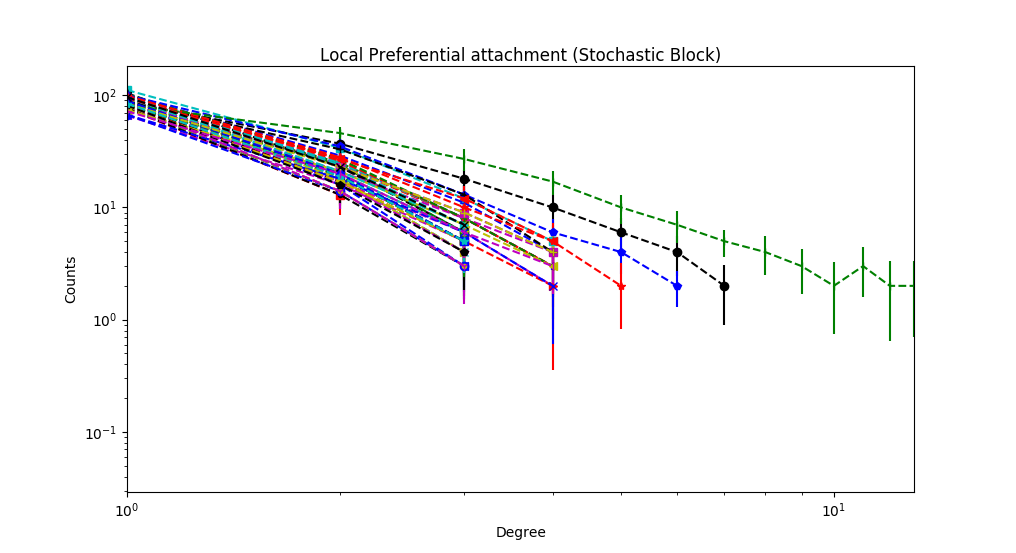 Local Preferential attachment (Stochastic Block)
Counts
10²
10¹
10⁰
10⁻¹
10⁰ 10¹
Degree